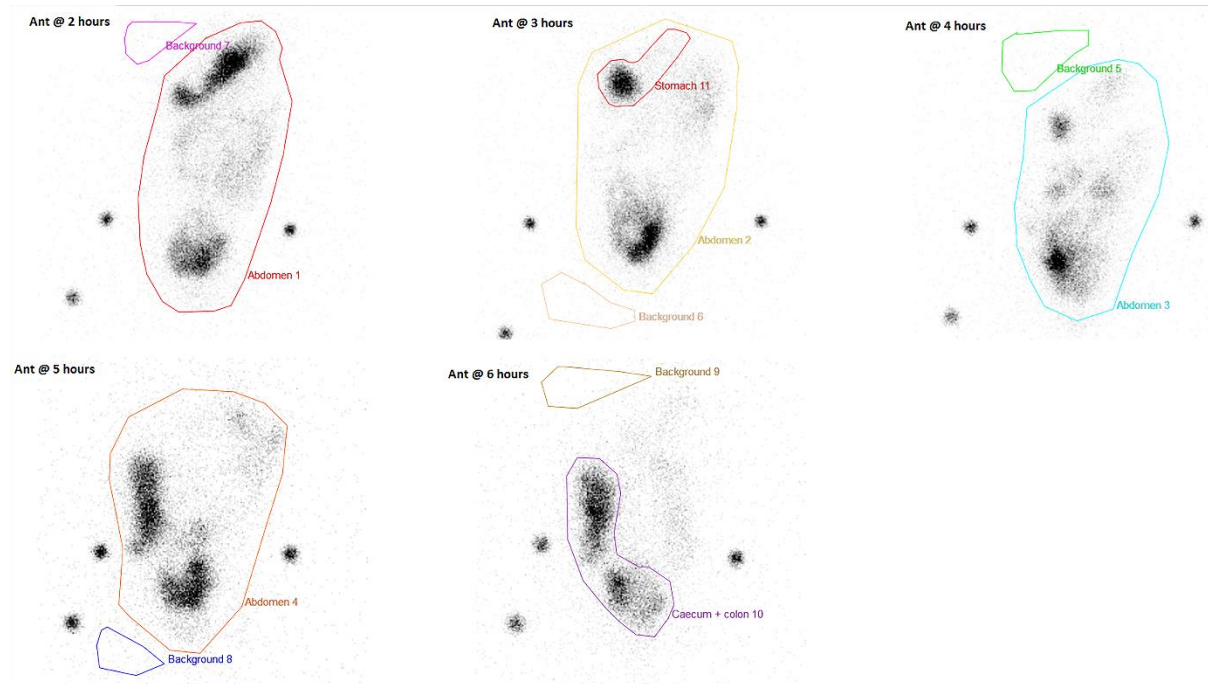 Ant @ 2 hours
Background 7
Abdomen 1
Ant @ 3 hours
Stomach 11
Abdomen 2
Background 6
Ant @ 4 hours
Background 5
Abdomen 3
Ant @ 5 hours
Abdomen 4
Background 8
Ant @ 6 hours
Background 9
Caecum + colon 10